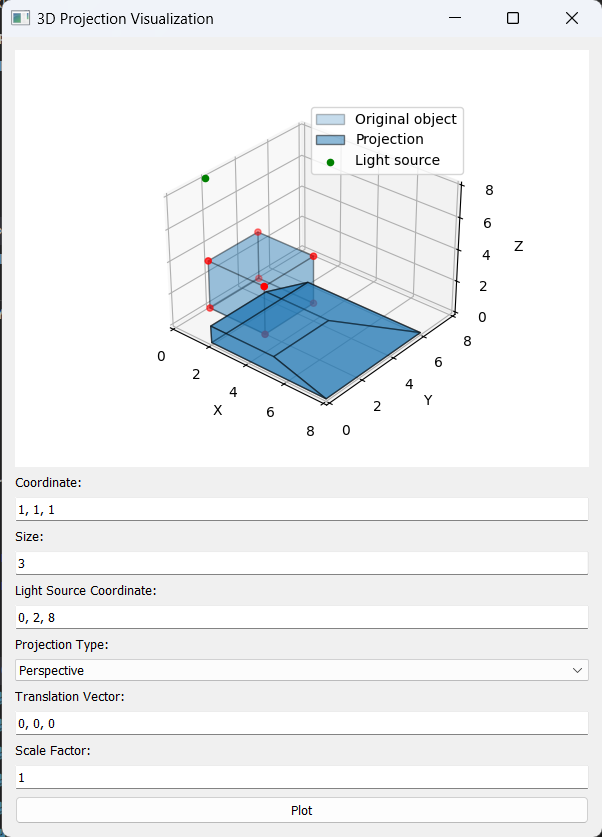 3D Projection Visualization
Original object
Projection
Light source
8
6
4
2
0
Z
0
2
4
6
8
X
0
2
4
6
8
Y
Coordinate:
1, 1, 1
Size:
3
Light Source Coordinate:
0, 2, 8
Projection Type:
Perspective
Translation Vector:
0, 0, 0
Scale Factor:
1
Plot